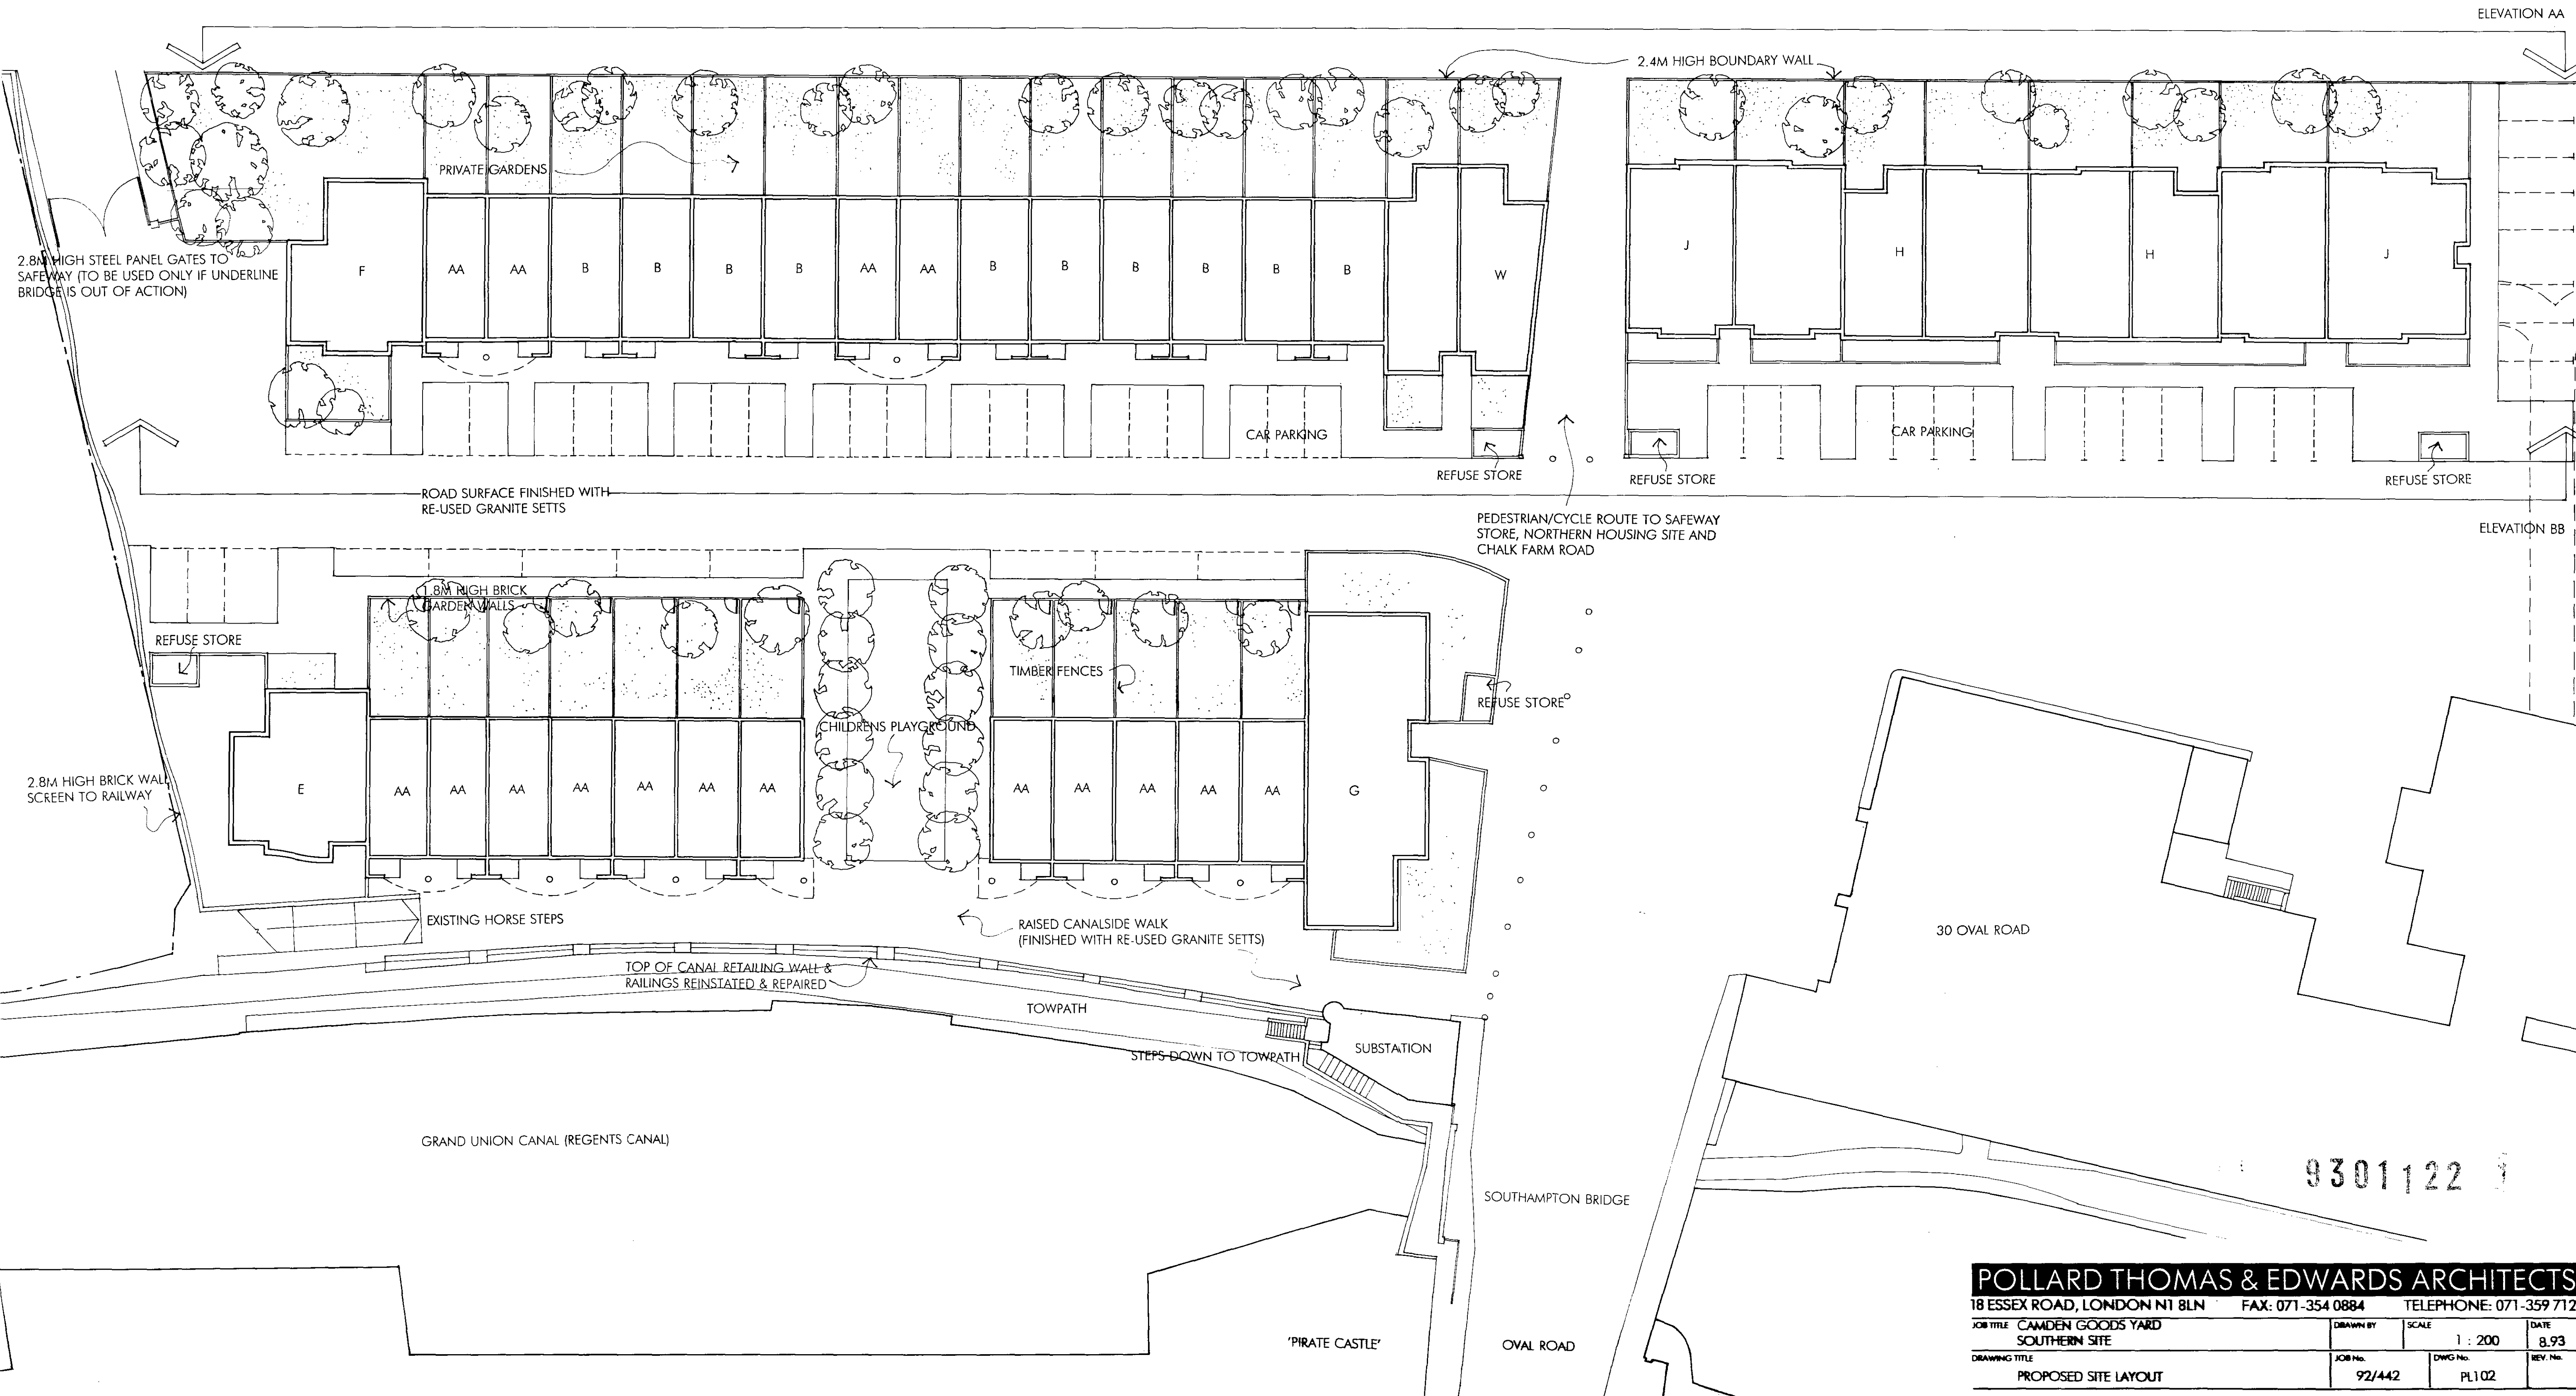 ELEVATION AA
2.4M HIGH BOUNDARY WALL
PRIVATE GARDENS
2.8M HIGH STEEL PANEL GATES TO
SAFEWAY (TO BE USED ONLY IF UNDERLINE
BRIDGE IS OUT OF ACTION)
F
AA
AA
B
B
B
B
AA
AA
B
B
B
B
B
B
W
J
H
H
J
CAR PARKING
CAR PARKING
REFUSE STORE
REFUSE STORE
REFUSE STORE
ROAD SURFACE FINISHED WITH
RE-USED GRANITE SETTS
PEDESTRIAN/CYCLE ROUTE TO SAFEWAY
STORE, NORTHERN HOUSING SITE AND
CHALK FARM ROAD
ELEVATION BB
1.8M HIGH BRICK
GARDEN WALLS
REFUSE STORE
TIMBER FENCES
REFUSE STORE
CHILDRENS PLAYGROUND
2.8M HIGH BRICK WALL
SCREEN TO RAILWAY
E
AA
AA
AA
AA
AA
AA
AA
AA
AA
AA
AA
AA
G
EXISTING HORSE STEPS
RAISED CANALSIDE WALK
(FINISHED WITH RE-USED GRANITE SETTS)
30 OVAL ROAD
TOP OF CANAL RETAILING WALL &
RAILINGS REINSTATED & REPAIRED
TOWPATH
STEPS DOWN TO TOWPATH
SUBSTATION
GRAND UNION CANAL (REGENTS CANAL)
SOUTHAMPTON BRIDGE
9301122
'PIRATE CASTLE'
OVAL ROAD
POLLARD THOMAS & EDWARDS ARCHITECTS
18 ESSEX ROAD, LONDON N1 8LN FAX: 071-354 0884 TELEPHONE: 071-359 712
JOB TITLE CAMDEN GOODS YARD
SOUTHERN SITE
DRAWN BY
SCALE
1 : 200
DATE
8.93
DRAWING TITLE
PROPOSED SITE LAYOUT
JOB No.
92/442
DWG No.
PL102
REV. No.